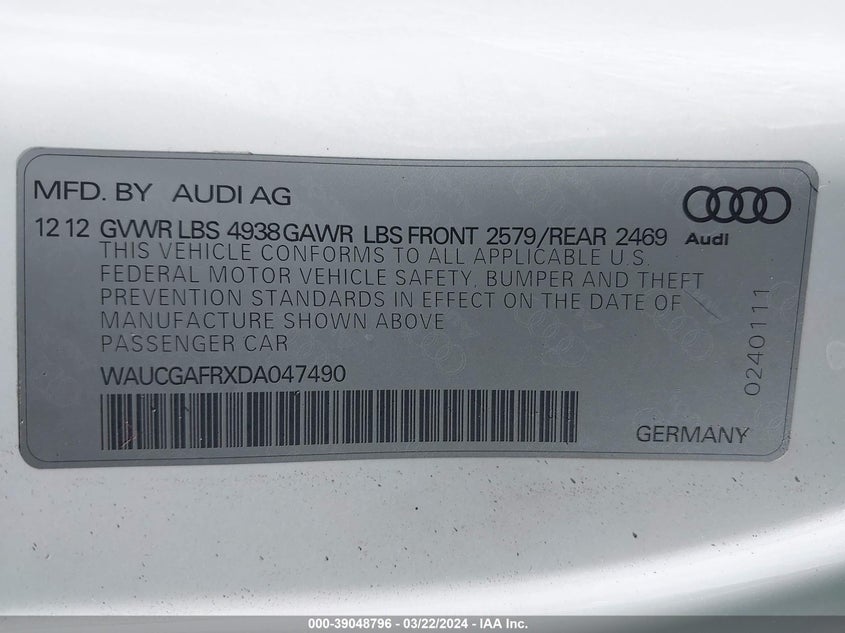 MFD. BY AUDI AG
Audi
12 12 GVWR LBS 4938 GAWR LBS FRONT 2579/REAR 2469
THIS VEHICLE CONFORMS TO ALL APPLICABLE U.S.
FEDERAL MOTOR VEHICLE SAFETY, BUMPER AND THEFT
PREVENTION STANDARDS IN EFFECT ON THE DATE OF
MANUFACTURE SHOWN ABOVE
PASSENGER CAR
0240111
WAUCGAFRXDA047490
GERMANY
000-39048796 - 03/22/2024 - IAA Inc.